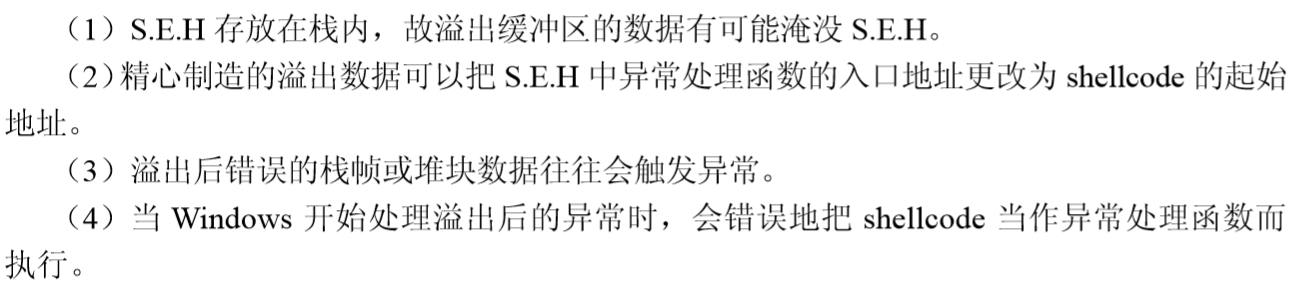 （1）S.E.H 存放在栈内，故溢出缓冲区的数据有可能淹没 S.E.H。
（2）精心制造的溢出数据可以把 S.E.H 中异常处理函数的入口地址更改为 shellcode 的起始
地址。
（3）溢出后错误的栈帧或堆块数据往往会触发异常。
（4）当 Windows 开始处理溢出后的异常时，会错误地把 shellcode 当作异常处理函数而
执行。